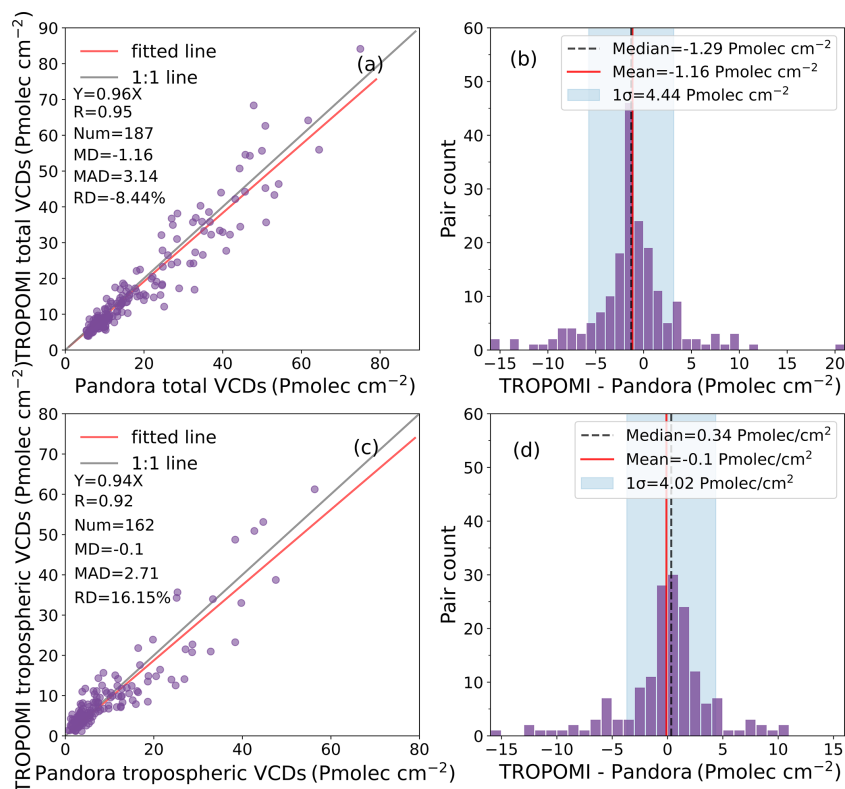 90
80
70
60
50
40
30
20
10
0
TROPOMI total VCDs (Pmolec cm⁻²)
fitted line
1:1 line
(a)
Y=0.96X
R=0.95
Num=187
MD=-1.16
MAD=3.14
RD=-8.44%
0 20 40 60 80
Pandora total VCDs (Pmolec cm⁻²)
60
50
40
30
20
10
0
Pair count
(b)
Median=-1.29 Pmolec cm⁻²
Mean=-1.16 Pmolec cm⁻²
1σ=4.44 Pmolec cm⁻²
−15 −10 −5 0 5 10 15 20
TROPOMI - Pandora (Pmolec cm⁻²)
80
70
60
50
40
30
20
10
0
TROPOMI tropospheric VCDs (Pmolec cm⁻²)
fitted line
1:1 line
(c)
Y=0.94X
R=0.92
Num=162
MD=-0.1
MAD=2.71
RD=16.15%
0 20 40 60 80
Pandora tropospheric VCDs (Pmolec cm⁻²)
60
50
40
30
20
10
0
Pair count
(d)
Median=0.34 Pmolec/cm²
Mean=-0.1 Pmolec/cm²
1σ=4.02 Pmolec/cm²
−15 −10 −5 0 5 10 15
TROPOMI - Pandora (Pmolec cm⁻²)